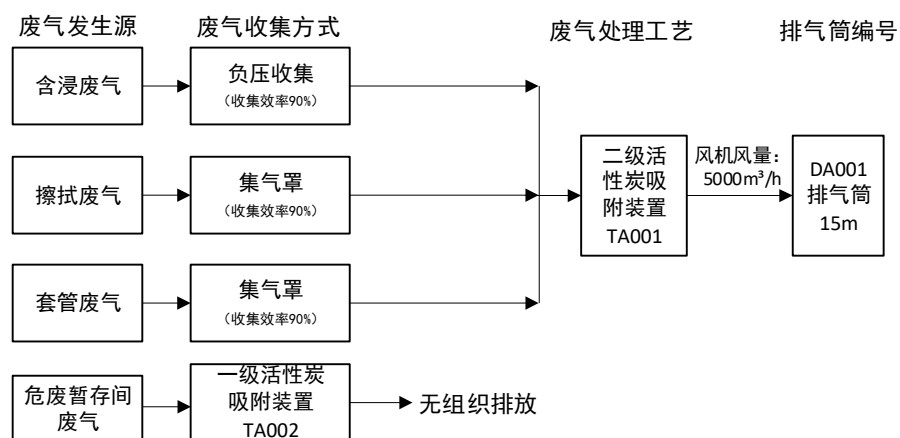 废气发生源
废气收集方式
废气处理工艺
排气筒编号
含浸废气
负压收集
（收集效率90%）
擦拭废气
集气罩
（收集效率90%）
二级活
性炭吸
附装置
TA001
风机风量：
5000m³/h
DA001
排气筒
15m
套管废气
集气罩
（收集效率90%）
危废暂存间
废气
一级活性炭
吸附装置
TA002
无组织排放